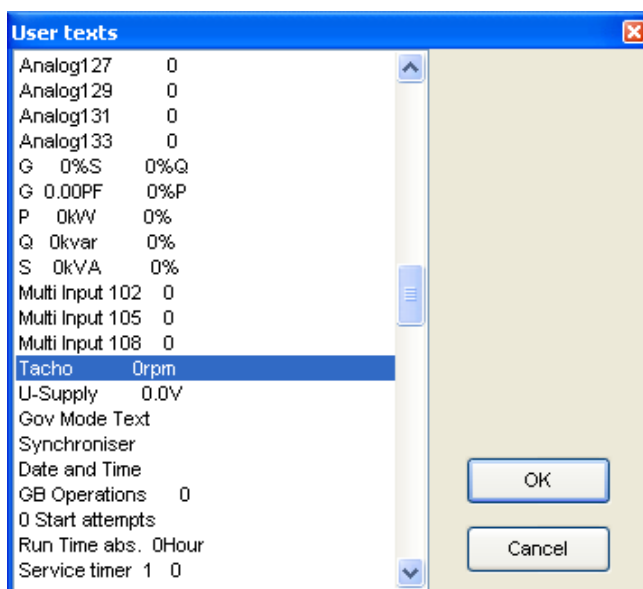 User texts
Analog127 0
Analog129 0
Analog131 0
Analog133 0
G 0%S 0%Q
G 0.00PF 0%P
P 0kW 0%
Q 0kvar 0%
S 0kVA 0%
Multi Input 102 0
Multi Input 105 0
Multi Input 108 0
Tacho 0rpm
U-Supply 0.0V
Gov Mode Text
Synchroniser
Date and Time
GB Operations 0
0 Start attempts
Run Time abs. 0Hour
Service timer 1 0
OK
Cancel